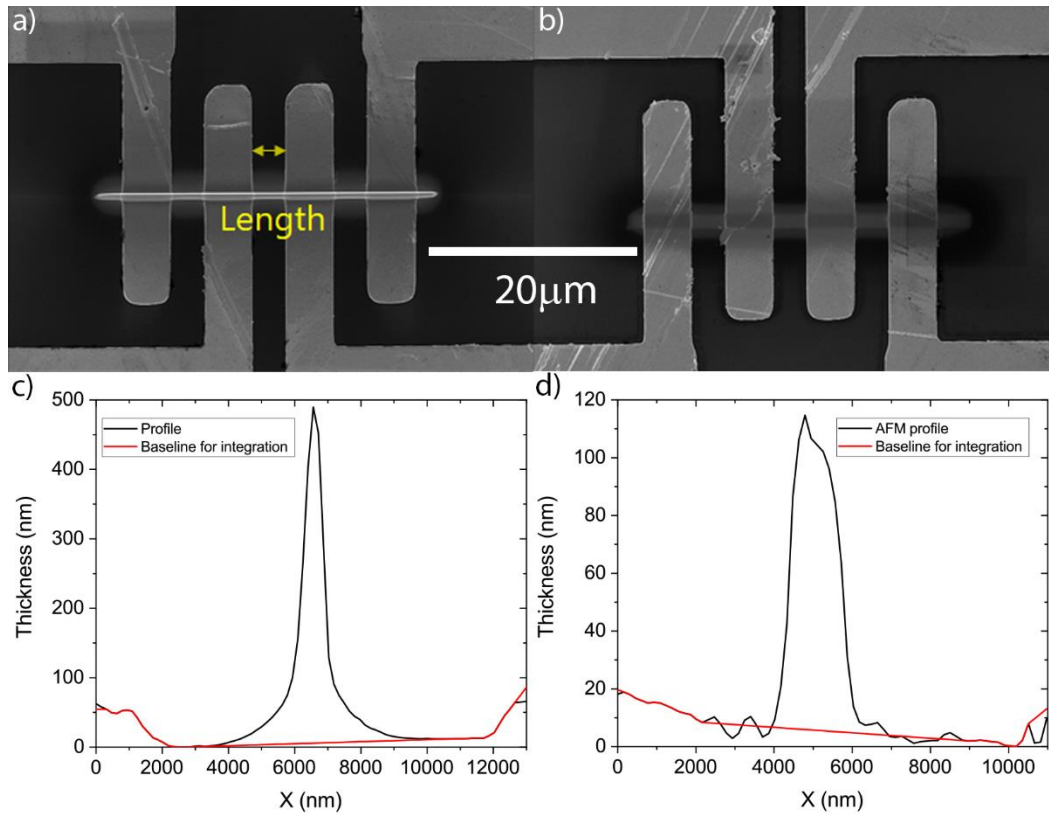 a)
b)
Length
20μm
c)
500
400
300
200
100
0
Thickness (nm)
Profile
Baseline for integration
0 2000 4000 6000 8000 10000 12000
X (nm)
d)
120
100
80
60
40
20
0
Thickness (nm)
AFM profile
Baseline for integration
0 2000 4000 6000 8000 10000
X (nm)